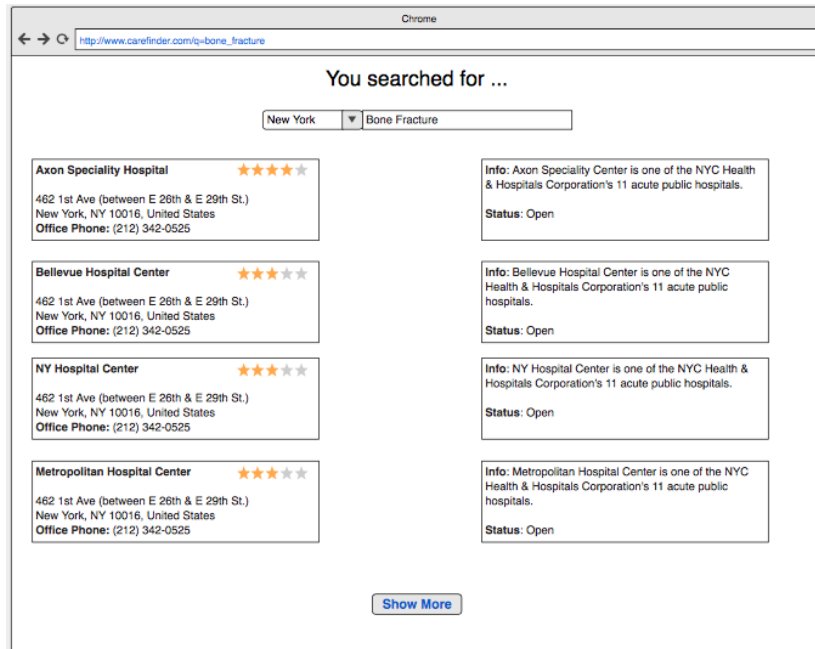 Chrome
http://www.carefinder.com/q=bone_fracture
You searched for ...
New York
Bone Fracture
Axon Speciality Hospital
462 1st Ave (between E 26th & E 29th St.)
New York, NY 10016, United States
Office Phone: (212) 342-0525
Info: Axon Speciality Center is one of the NYC Health
& Hospitals Corporation's 11 acute public hospitals.
Status: Open
Bellevue Hospital Center
462 1st Ave (between E 26th & E 29th St.)
New York, NY 10016, United States
Office Phone: (212) 342-0525
Info: Bellevue Hospital Center is one of the NYC
Health & Hospitals Corporation's 11 acute public
hospitals.
Status: Open
NY Hospital Center
462 1st Ave (between E 26th & E 29th St.)
New York, NY 10016, United States
Office Phone: (212) 342-0525
Info: NY Hospital Center is one of the NYC Health &
Hospitals Corporation's 11 acute public hospitals.
Status: Open
Metropolitan Hospital Center
462 1st Ave (between E 26th & E 29th St.)
New York, NY 10016, United States
Office Phone: (212) 342-0525
Info: Metropolitan Hospital Center is one of the NYC
Health & Hospitals Corporation's 11 acute public
hospitals.
Status: Open
Show More